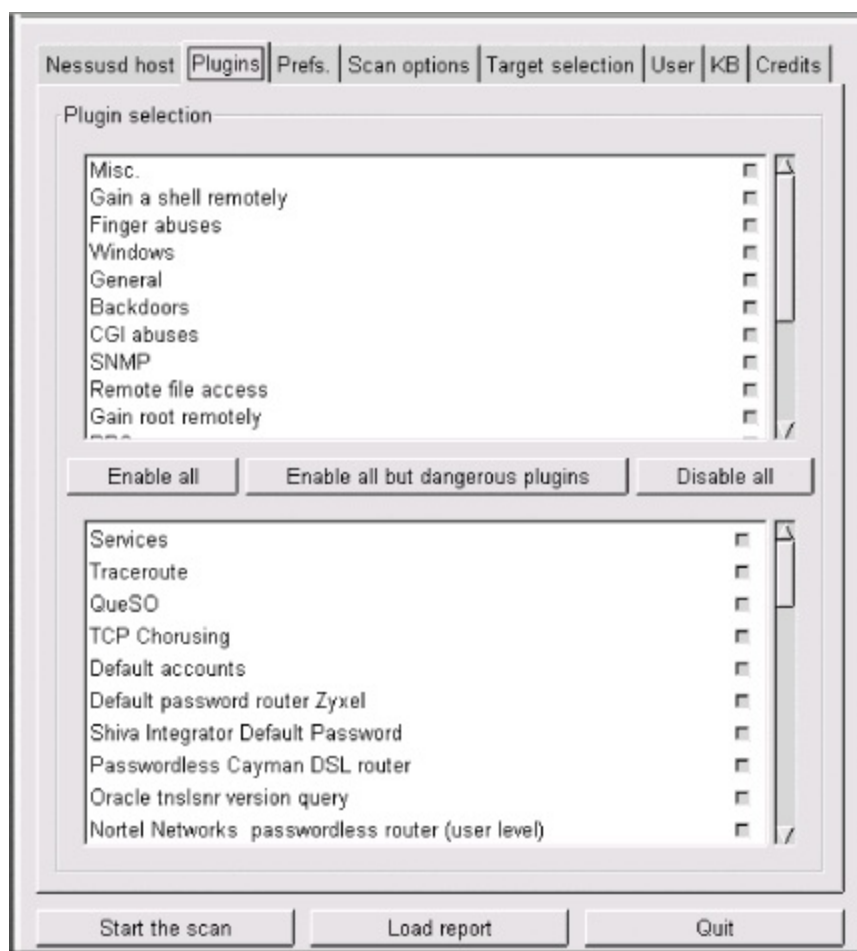 Nessusd host Plugins Prefs. Scan options Target selection User KB Credits
Plugin selection
Misc.
Gain a shell remotely
Finger abuses
Windows
General
Backdoors
CGI abuses
SNMP
Remote file access
Gain root remotely
Enable all Enable all but dangerous plugins Disable all
Services
Traceroute
QueSO
TCP Chorusing
Default accounts
Default password router Zyxel
Shiva Integrator Default Password
Passwordless Cayman DSL router
Oracle tnslsnr version query
Nortel Networks passwordless router (user level)
Start the scan Load report Quit